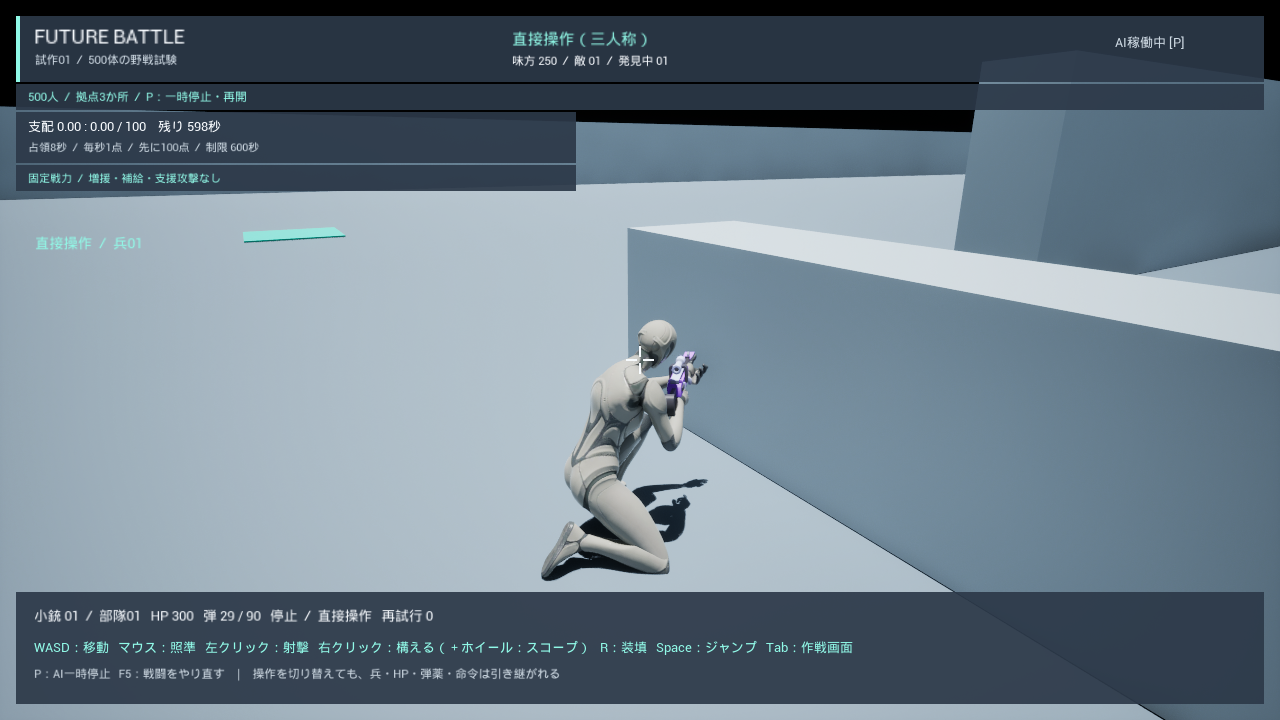 FUTURE BATTLE
試作01 / 500体の野戦試験
直接操作(三人称)
味方 250 / 敵 01 / 発見中 01
AI稼働中 [P]
500人 / 拠点3か所 / P:一時停止・再開
支配 0.00 : 0.00 / 100 残り 598秒
占領8秒 / 毎秒1点 / 先に100点 / 制限 600秒
固定戦力 / 増援・補給・支援攻撃なし
直接操作 / 兵01
小銃 01 / 部隊01 HP 300 弾 29 / 90 停止 / 直接操作 再試行 0
WASD:移動 マウス:照準 左クリック:射撃 右クリック:構える(+ホイール:スコープ) R:装填 Space:ジャンプ Tab:作戦画面
P:AI一時停止 F5:戦闘をやり直す | 操作を切り替えても、兵・HP・弾薬・命令は引き継がれる